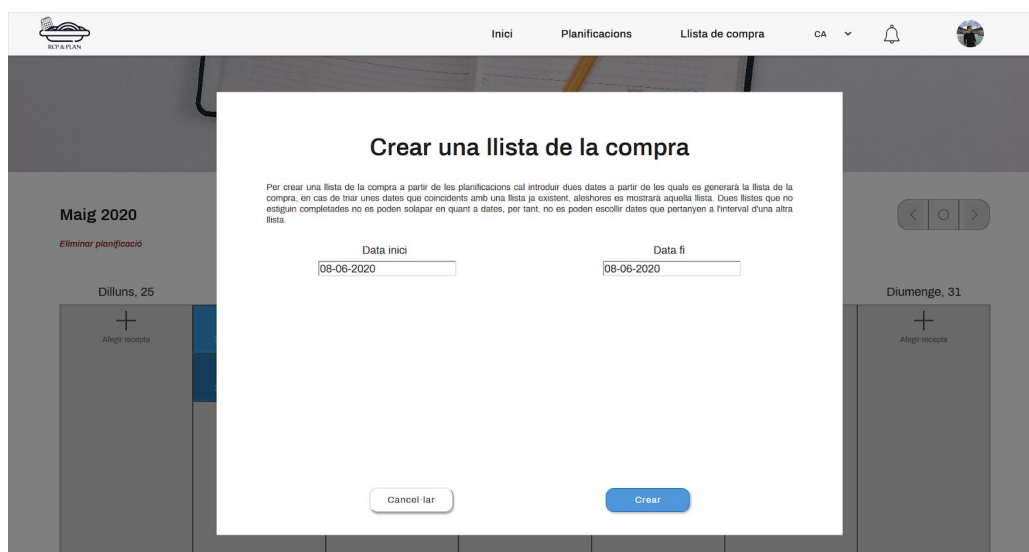 RCP & PLAN
Inici Planificacions Llista de compra CA
Crear una llista de la compra
Per crear una llista de la compra a partir de les planificacions cal introduir dues dates a partir de les quals es generarà la llista de la
compra, en cas de triar unes dates que coincidents amb una llista ja existent, aleshores es mostrarà aquella llista. Dues llistes que no
estiguin completades no es poden solapar en quant a dates, per tant, no es poden escollir dates que pertanyen a l'interval d'una altra
llista.
Maig 2020
Eliminar planificació
Data inici Data fi
08-06-2020 08-06-2020
Dilluns, 25 Diumenge, 31
Afegir recepta Afegir recepta
Cancel·lar Crear